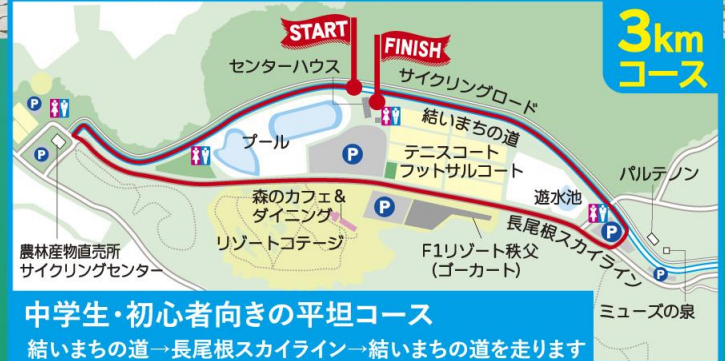 START
FINISH
3km
コース
センターハウス
サイクリングロード
結いまちの道
P
プール
P
テニスコート
フットサルコート
パルテノン
遊水池
P
森のカフェ&
ダイニング
P
リゾートコテージ
F1リゾート秩父
(ゴーカート)
長尾根スカイライン
P
P
農林産物直売所
サイクリングセンター
ミューズの泉
中学生・初心者向きの平坦コース
結いまちの道→長尾根スカイライン→結いまちの道を走ります